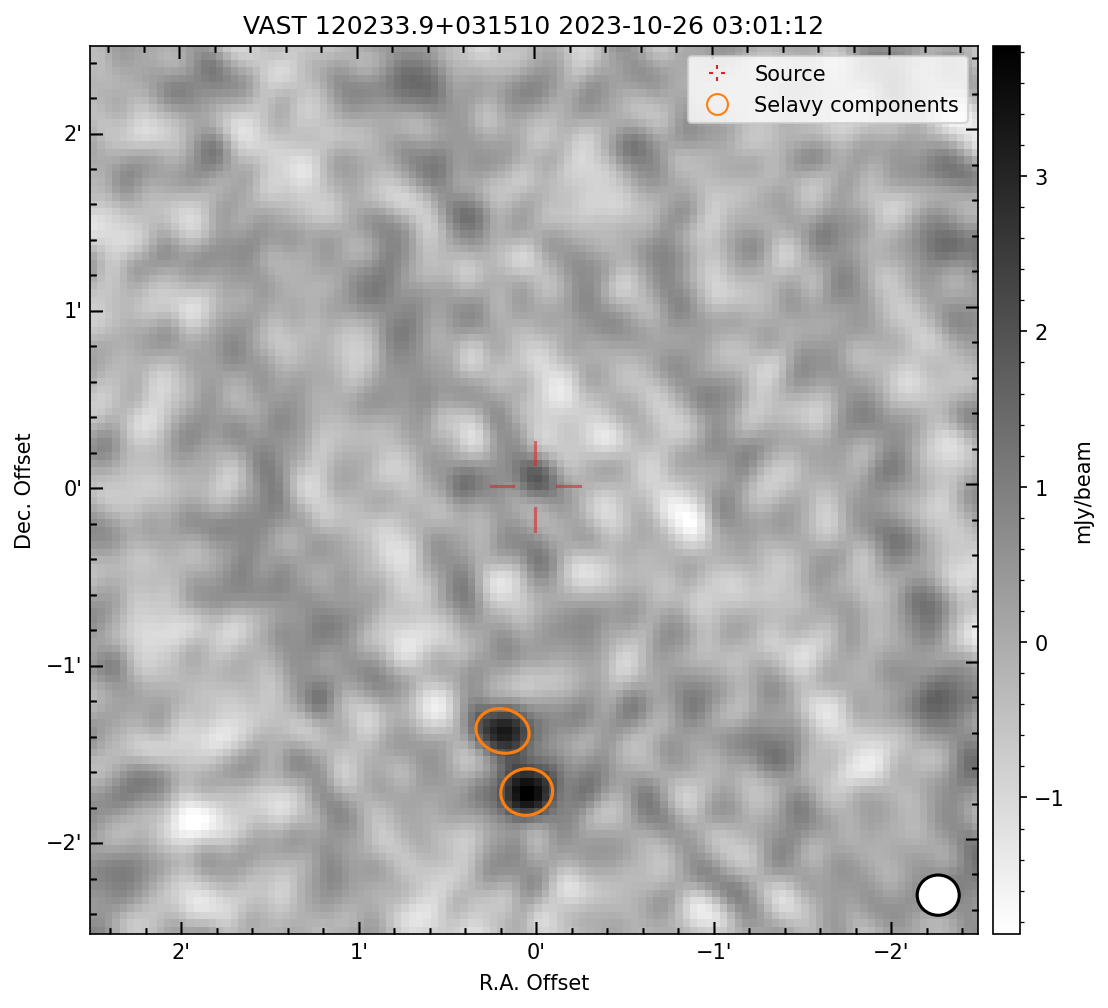 VAST 120233.9+031510 2023-10-26 03:01:12
Source
Selavy components
2'
1'
0'
−1'
−2'
Dec. Offset
2'
1'
0'
−1'
−2'
R.A. Offset
3
2
1
0
−1
mJy/beam